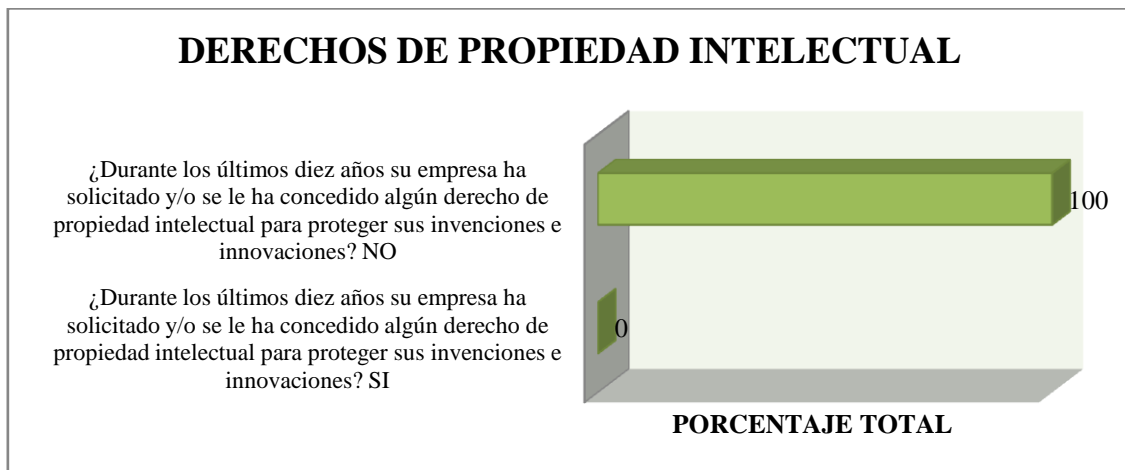 DERECHOS DE PROPIEDAD INTELECTUAL
¿Durante los últimos diez años su empresa ha
solicitado y/o se le ha concedido algún derecho de
propiedad intelectual para proteger sus invenciones e
innovaciones? NO
100
¿Durante los últimos diez años su empresa ha
solicitado y/o se le ha concedido algún derecho de
propiedad intelectual para proteger sus invenciones e
innovaciones? SI
0
PORCENTAJE TOTAL